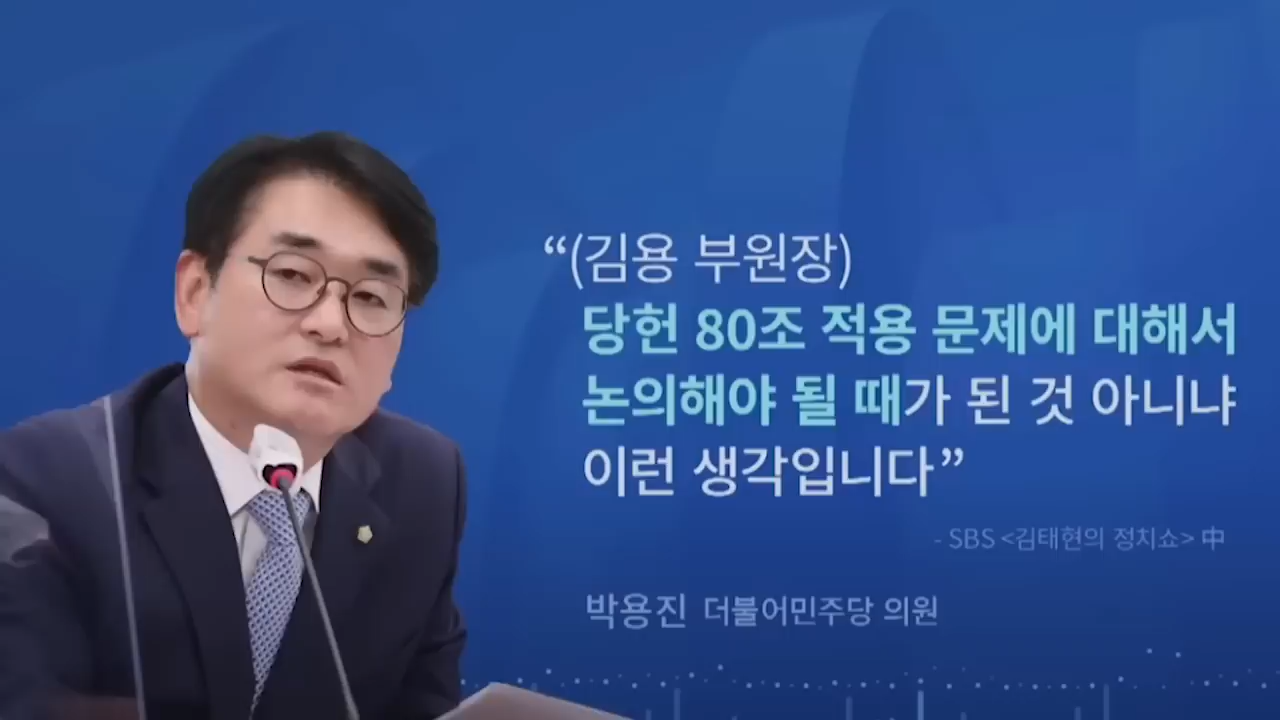 “(김용 부원장)
당헌 80조 적용 문제에 대해서
논의해야 될 때가 된 것 아니냐
이런 생각입니다”
- SBS <김태현의 정치쇼> 中
박용진 더불어민주당 의원